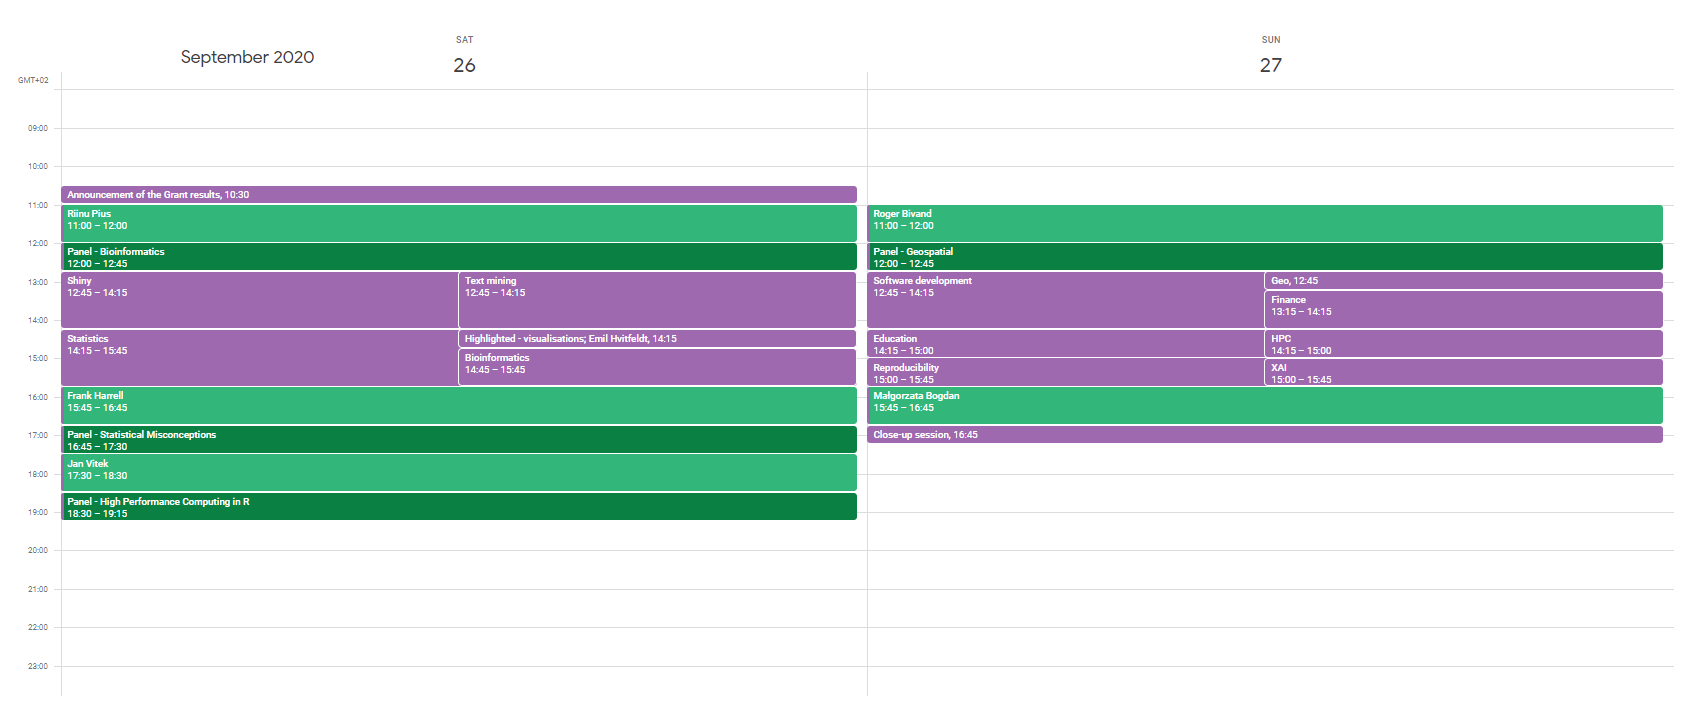 September 2020
SAT
26
SUN
27
GMT+02
09:00
10:00
11:00
12:00
13:00
14:00
15:00
16:00
17:00
18:00
19:00
20:00
21:00
22:00
23:00
Announcement of the Grant results, 10:30
Riinu Pius
11:00 – 12:00
Panel - Bioinformatics
12:00 – 12:45
Shiny
12:45 – 14:15
Text mining
12:45 – 14:15
Statistics
14:15 – 15:45
Highlighted - visualisations; Emil Hvitfeldt, 14:15
Bioinformatics
14:45 – 15:45
Frank Harrell
15:45 – 16:45
Panel - Statistical Misconceptions
16:45 – 17:30
Jan Vitek
17:30 – 18:30
Panel - High Performance Computing in R
18:30 – 19:15
Roger Bivand
11:00 – 12:00
Panel - Geospatial
12:00 – 12:45
Software development
12:45 – 14:15
Geo, 12:45
Finance
13:15 – 14:15
Education
14:15 – 15:00
HPC
14:15 – 15:00
Reproducibility
15:00 – 15:45
XAI
15:00 – 15:45
Małgorzata Bogdan
15:45 – 16:45
Close-up session, 16:45